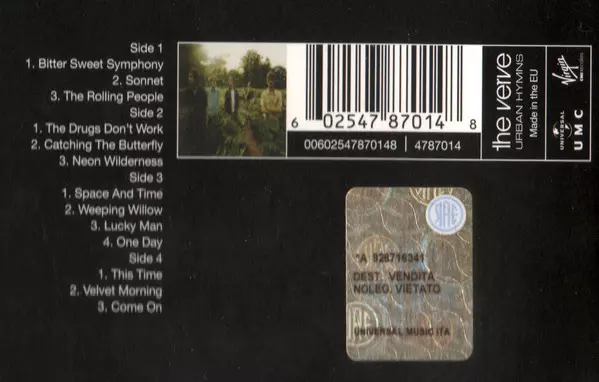 Side 1
1. Bitter Sweet Symphony
2. Sonnet
3. The Rolling People
Side 2
1. The Drugs Don't Work
2. Catching The Butterfly
3. Neon Wilderness
Side 3
1. Space And Time
2. Weeping Willow
3. Lucky Man
4. One Day
Side 4
1. This Time
2. Velvet Morning
3. Come On
6 02547 87014 8
00602547870148 4787014
the verve
URBAN HYMNS
Made in the EU
Virgin
UNIVERSAL
UMC
SIAE
*A 926716341
DEST. VENDITA
NOLEO. VIETATO
UNIVERSAL MUSIC ITA